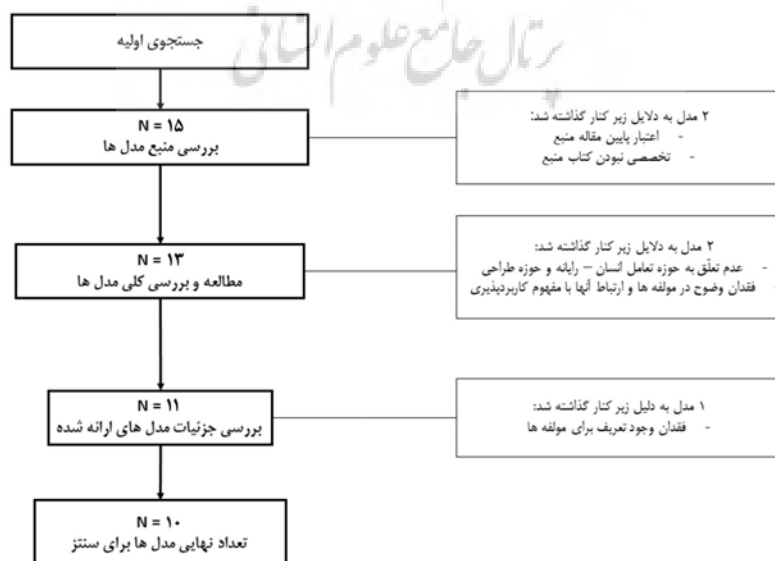 پرتال جامع علوم انسانی
جستجوی اولیه
N = ۱۵
بررسی منبع مدل ها
۲ مدل به دلایل زیر کنار گذاشته شد:
- اعتبار پایین مقاله منبع
- تخصصی نبودن کتاب منبع
N = ۱۳
مطالعه و بررسی کلی مدل ها
۲ مدل به دلایل زیر کنار گذاشته شد:
- عدم تعلّق به حوزه تعامل انسان – رایانه و حوزه طراحی
- فقدان وضوح در مولفه ها و ارتباط آنها با مفهوم کاربردپذیری
N = ۱۱
بررسی جزئیات مدل های ارائه شده
۱ مدل به دلیل زیر کنار گذاشته شد:
- فقدان وجود تعریف برای مولفه ها
N = ۱۰
تعداد نهایی مدل ها برای سنتز